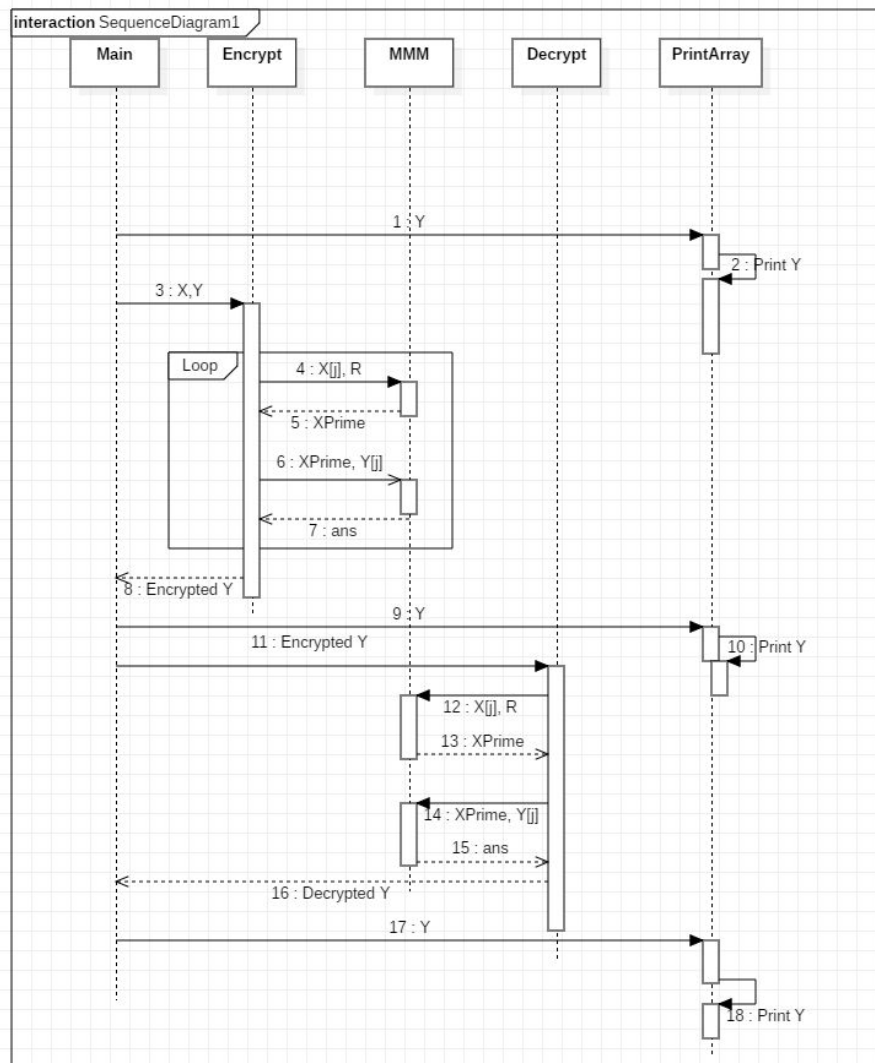 interaction SequenceDiagram1
Main Encrypt MMM Decrypt PrintArray
1 : Y
2 : Print Y
3 : X,Y
Loop
4 : X[j], R
5 : XPrime
6 : XPrime, Y[j]
7 : ans
8 : Encrypted Y
9 : Y
11 : Encrypted Y
10 : Print Y
12 : X[j], R
13 : XPrime
14 : XPrime, Y[j]
15 : ans
16 : Decrypted Y
17 : Y
18 : Print Y